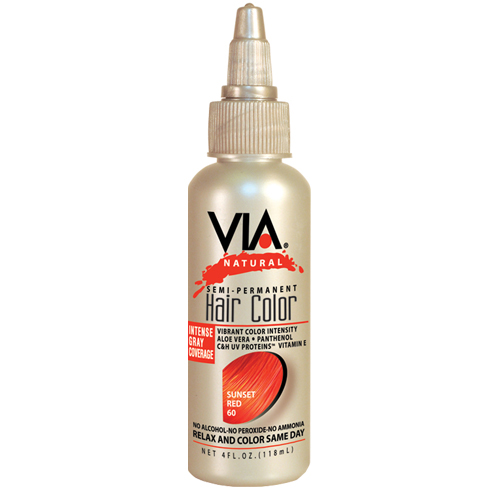 VIA®
NATURAL
SEMI-PERMANENT
Hair Color
INTENSE
GRAY
COVERAGE
VIBRANT COLOR INTENSITY
ALOE VERA • PANTHENOL
C&H UV PROTEINS™ VITAMIN E
SUNSET
RED
60
NO ALCOHOL-NO PEROXIDE-NO AMMONIA
RELAX AND COLOR SAME DAY
NET 4FL.OZ.(118mL)